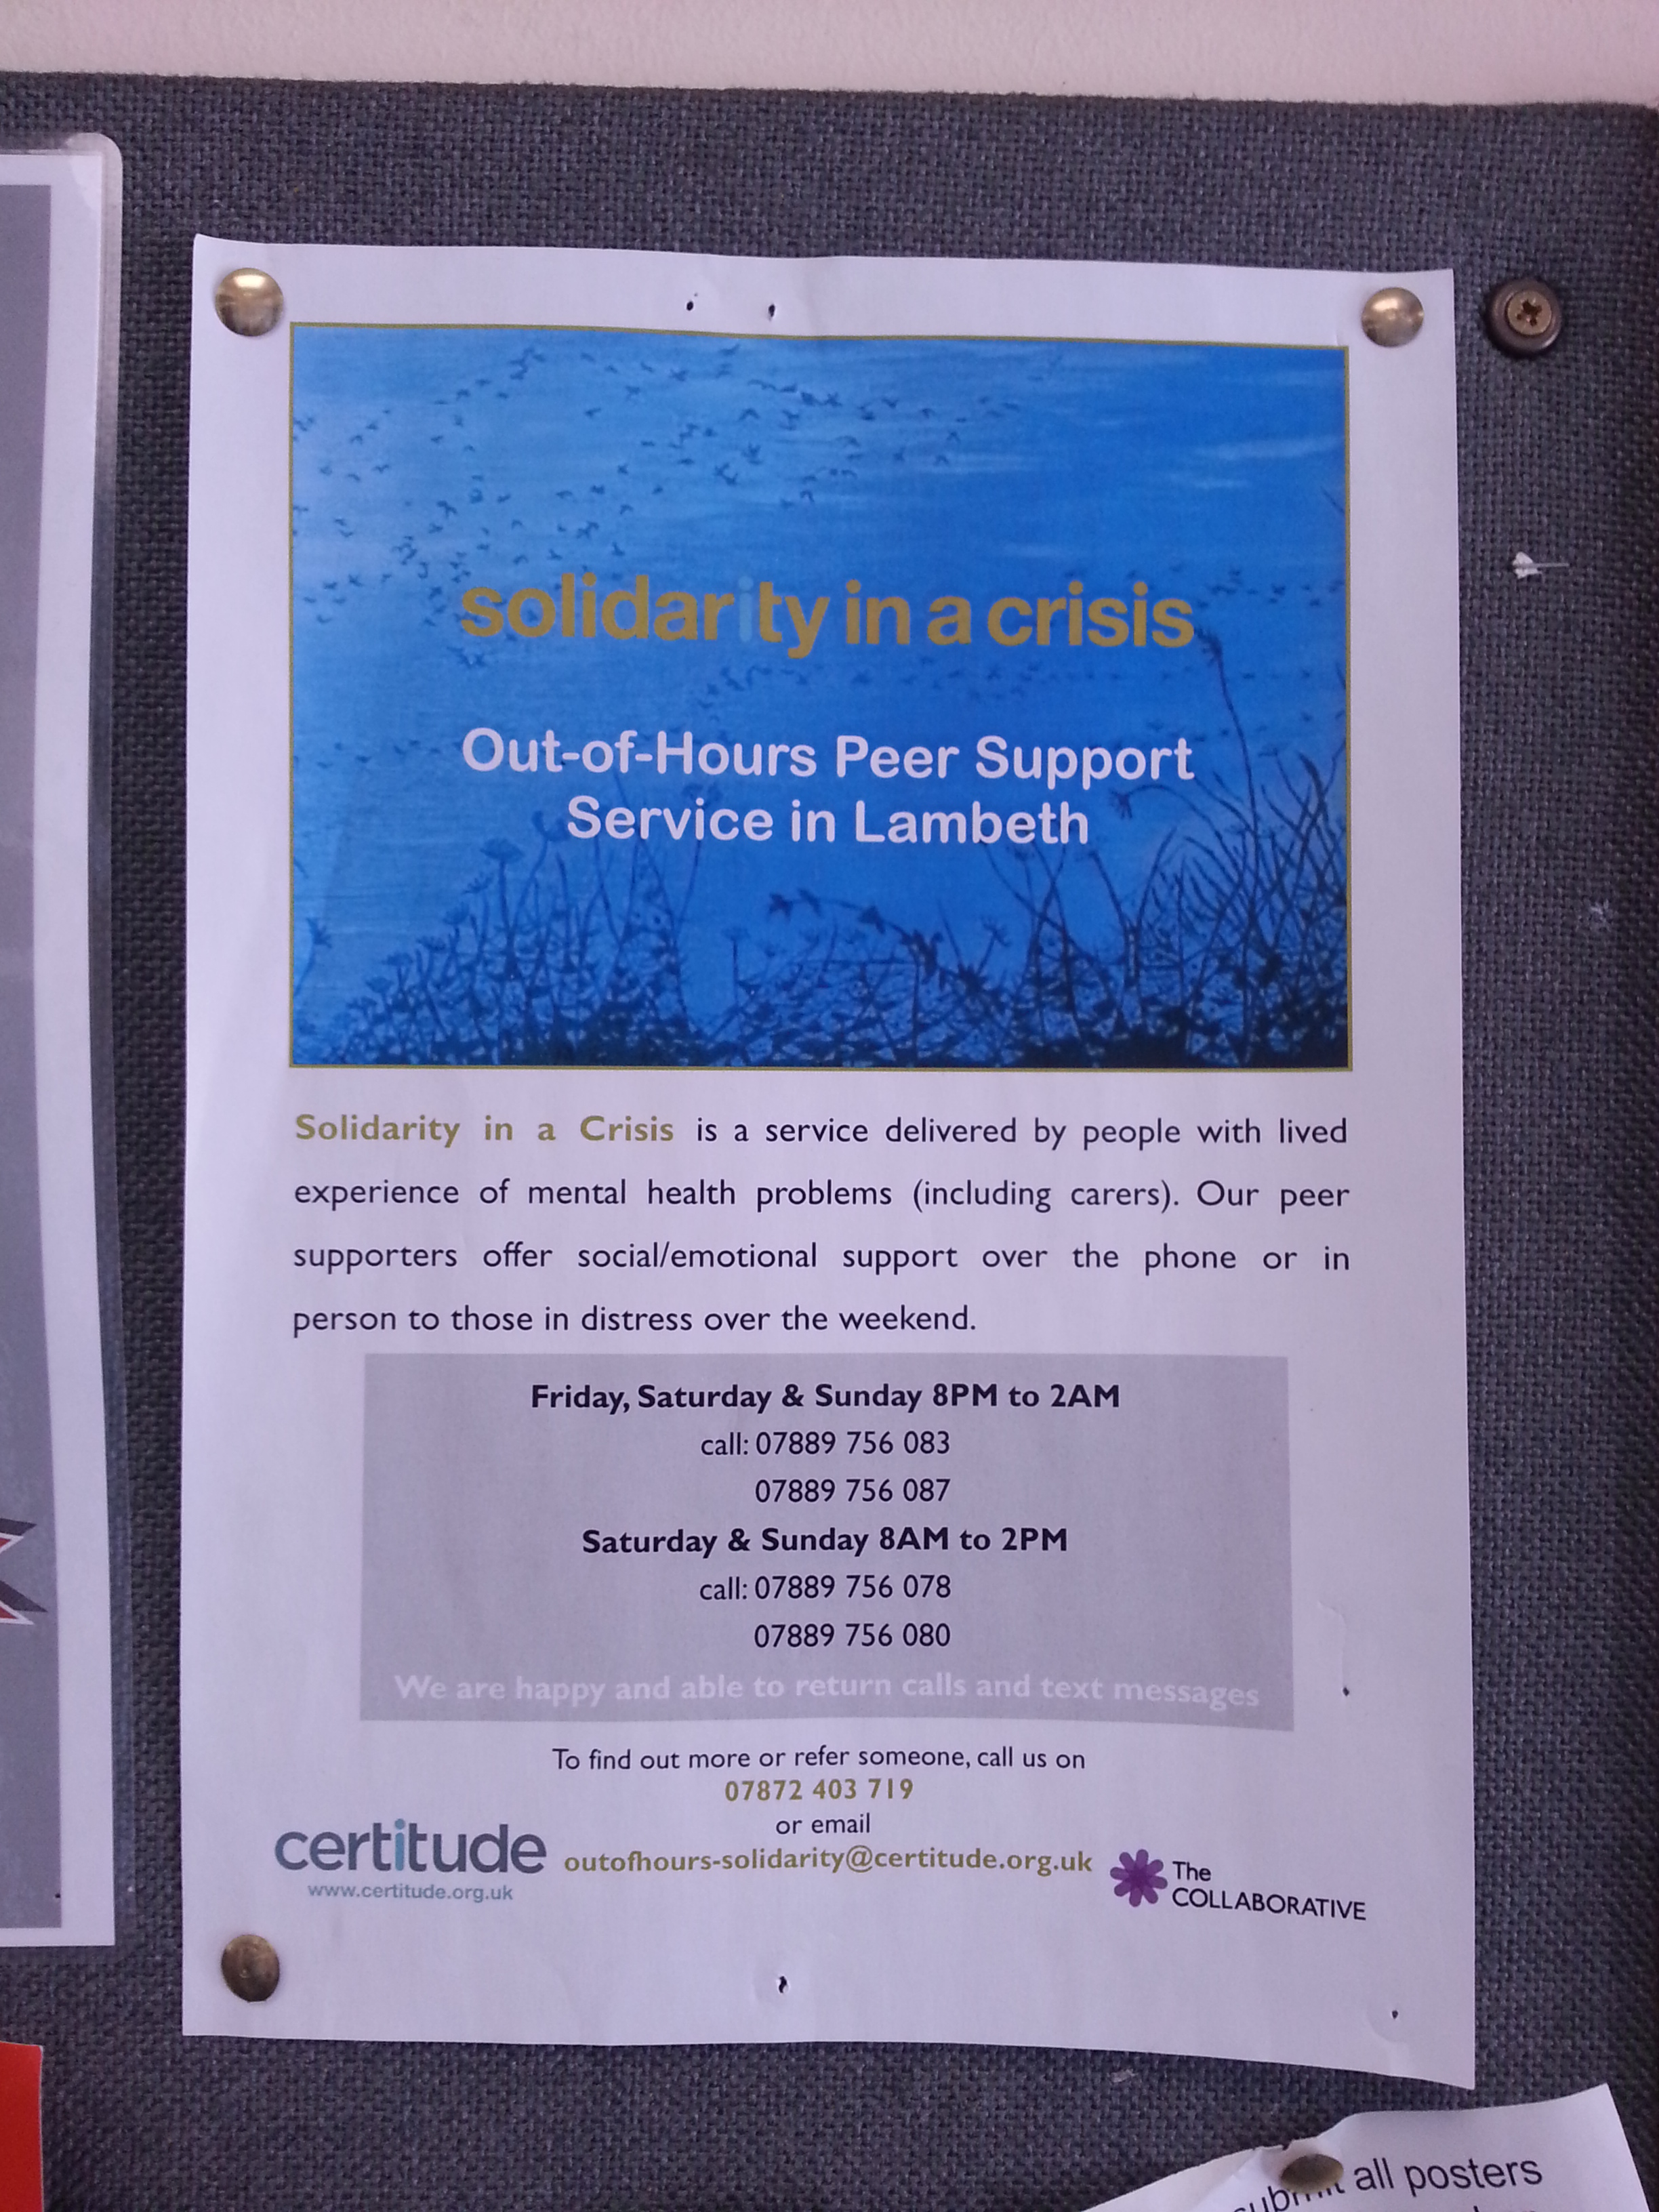 solidarity in a crisis
Out-of-Hours Peer Support
Service in Lambeth
Solidarity in a Crisis is a service delivered by people with lived
experience of mental health problems (including carers). Our peer
supporters offer social/emotional support over the phone or in
person to those in distress over the weekend.
Friday, Saturday & Sunday 8PM to 2AM
call: 07889 756 083
07889 756 087
Saturday & Sunday 8AM to 2PM
call: 07889 756 078
07889 756 080
We are happy and able to return calls and text messages
To find out more or refer someone, call us on
07872 403 719
or email
outofhours-solidarity@certitude.org.uk
certitude
www.certitude.org.uk
The
COLLABORATIVE
all posters